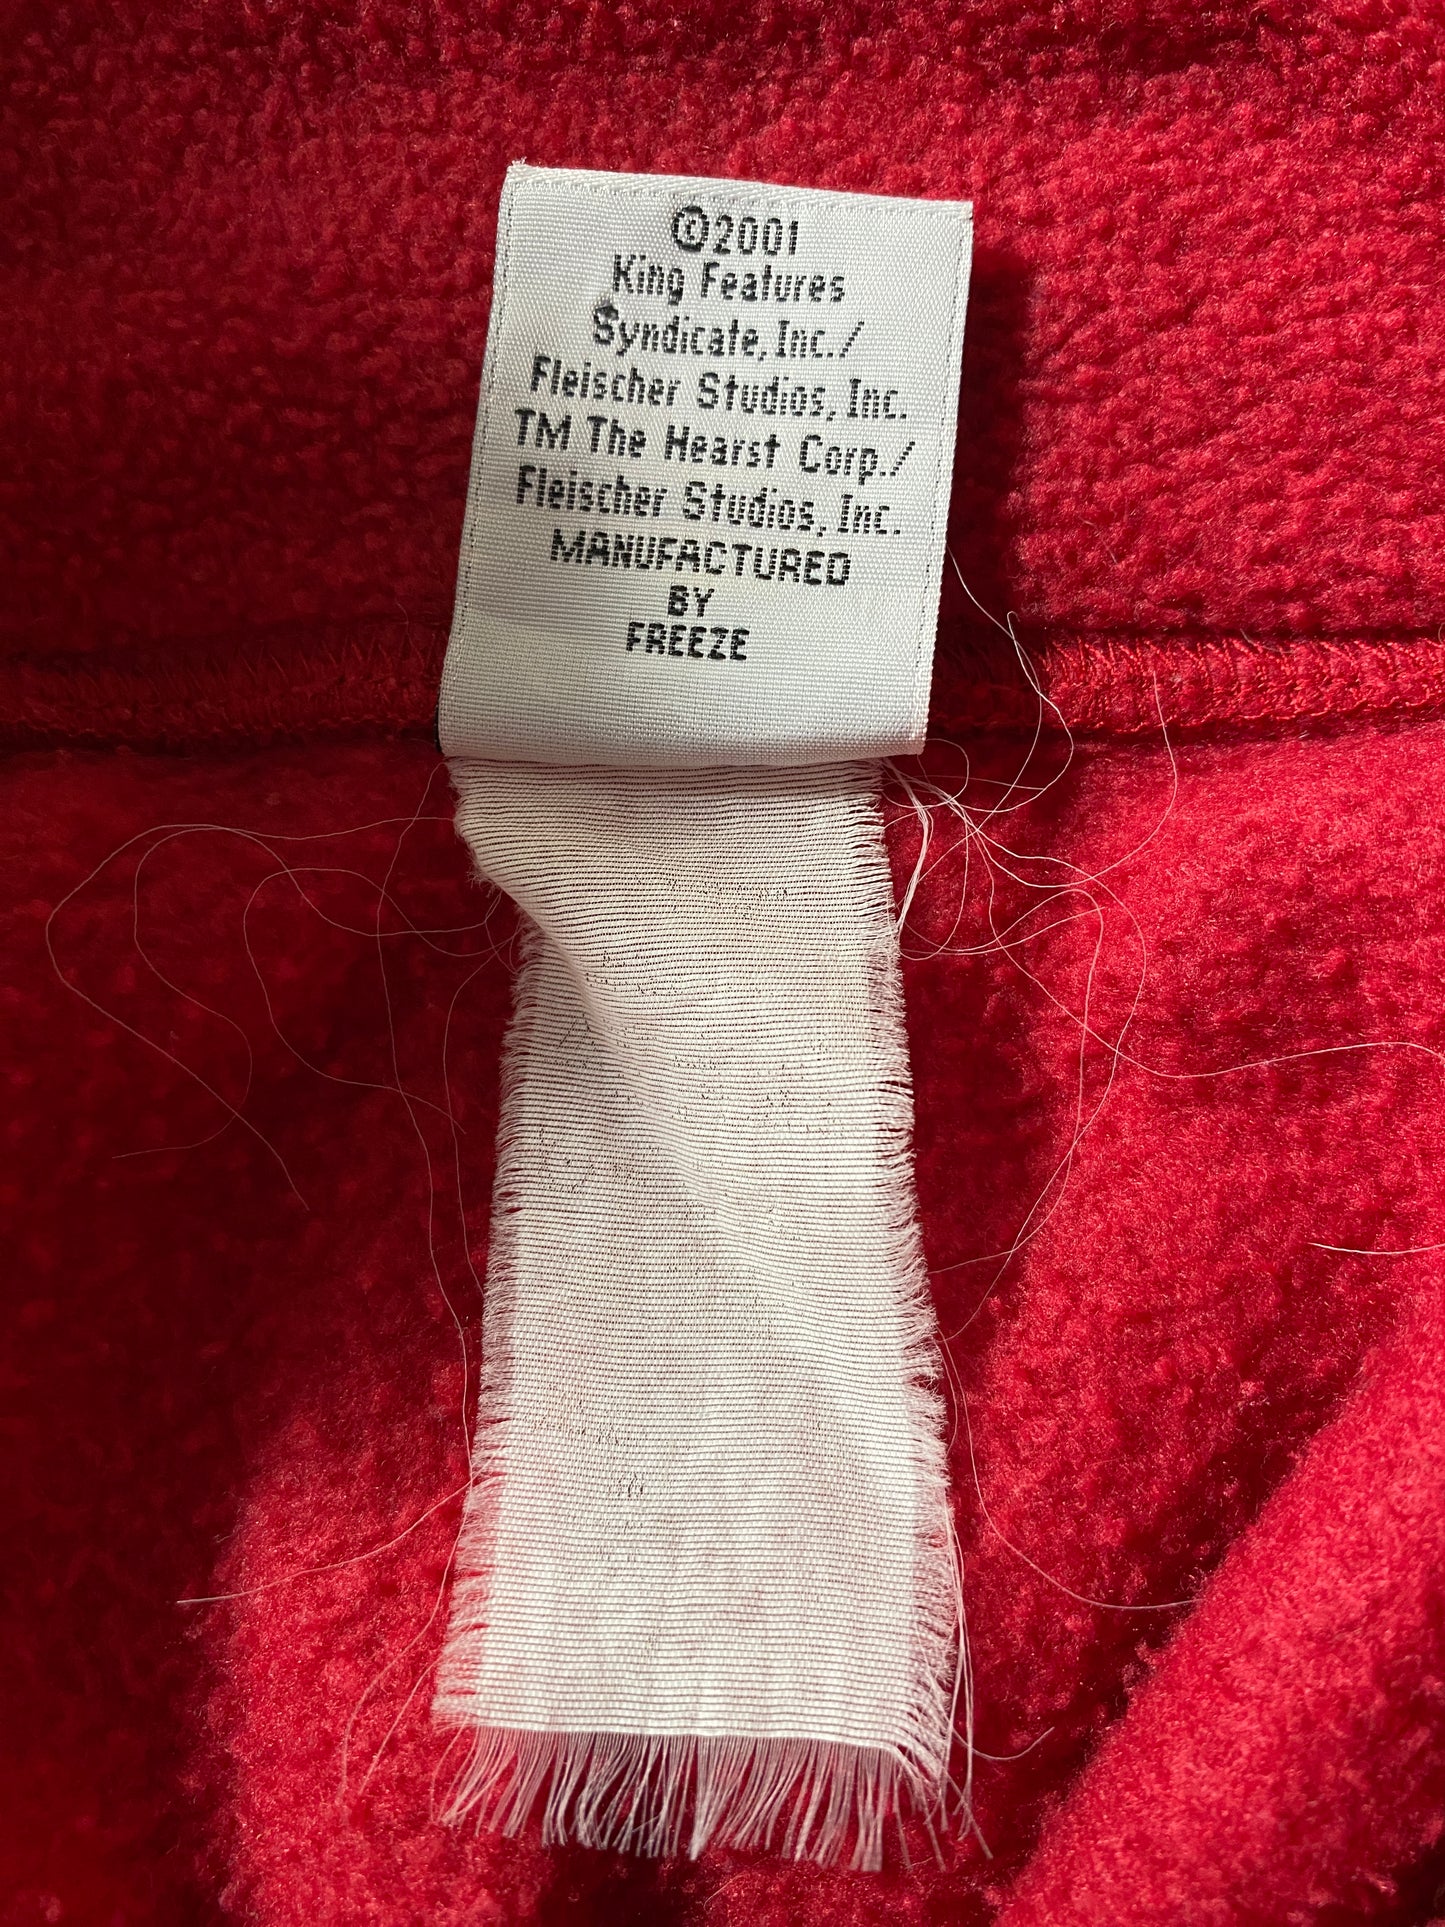 ©2001
King Features
Syndicate, Inc./
Fleischer Studios, Inc.
TM The Hearst Corp./
Fleischer Studios, Inc.
MANUFACTURED
BY
FREEZE